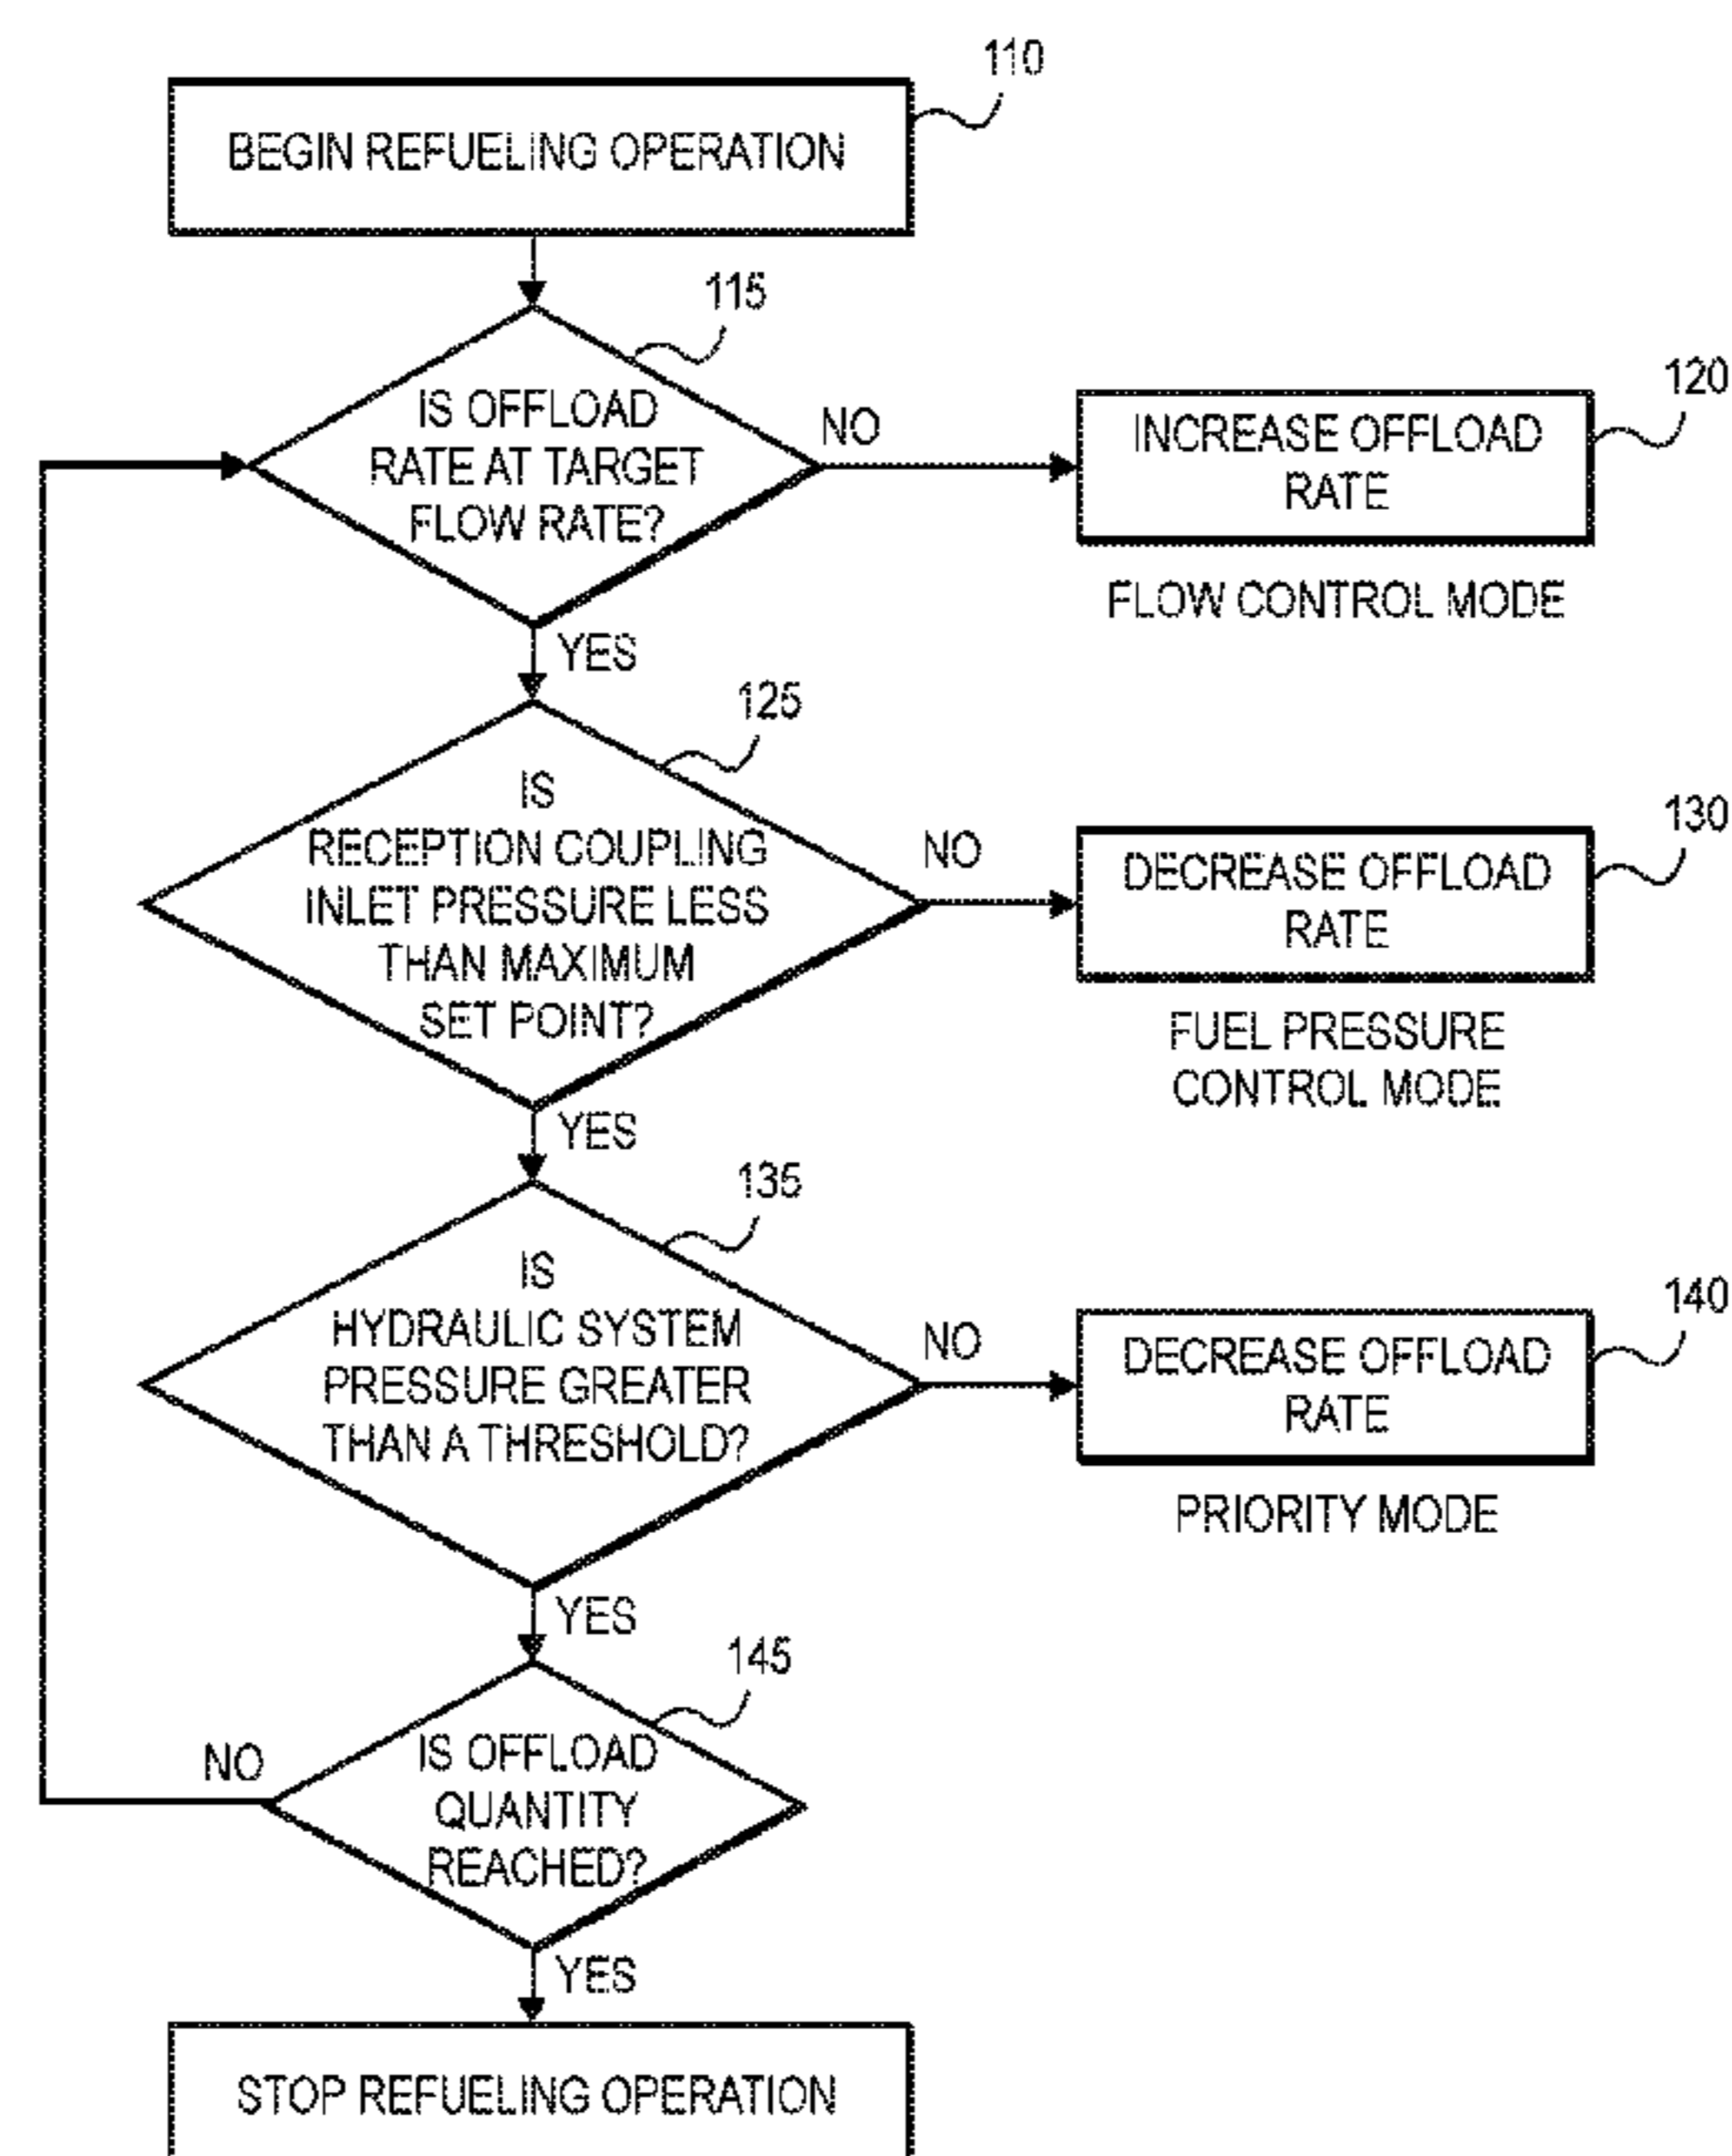 110
BEGIN REFUELING OPERATION
115
IS OFFLOAD
RATE AT TARGET
FLOW RATE?
NO
120
INCREASE OFFLOAD
RATE
FLOW CONTROL MODE
YES
125
IS
RECEPTION COUPLING
INLET PRESSURE LESS
THAN MAXIMUM
SET POINT?
NO
130
DECREASE OFFLOAD
RATE
FUEL PRESSURE
CONTROL MODE
YES
135
IS
HYDRAULIC SYSTEM
PRESSURE GREATER
THAN A THRESHOLD?
NO
140
DECREASE OFFLOAD
RATE
PRIORITY MODE
YES
145
IS OFFLOAD
QUANTITY
REACHED?
NO
YES
STOP REFUELING OPERATION